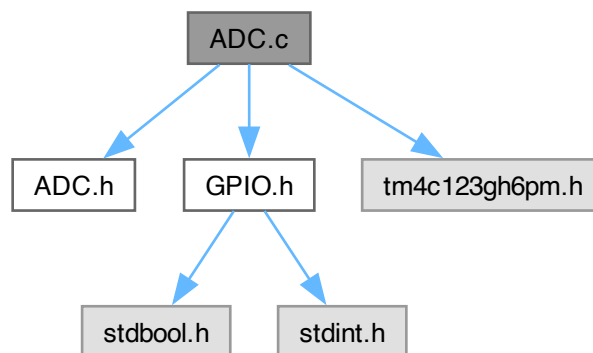 ADC.c
ADC.h
GPIO.h
tm4c123gh6pm.h
stdbool.h
stdint.h